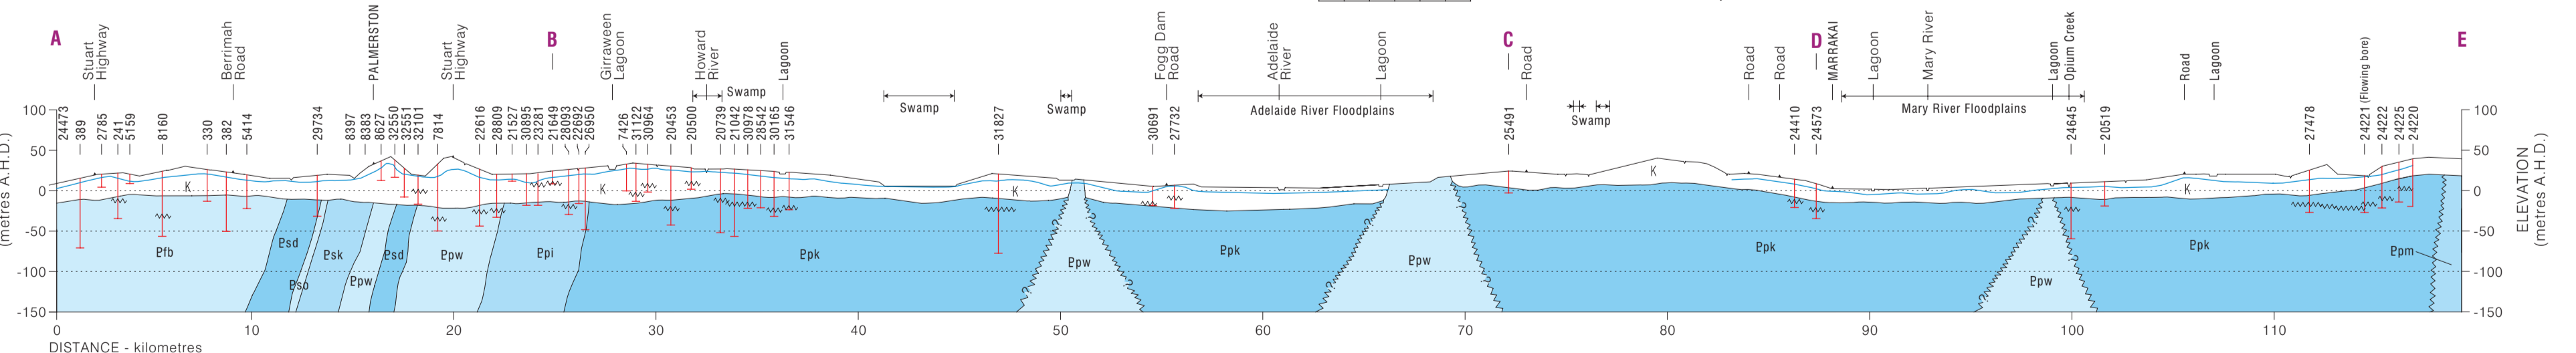 A
B
C
D
E
Stuart
Highway
Berrimah
Road
PALMERSTON
Stuart
Highway
Girraween
Lagoon
Howard
River
Swamp
Lagoon
Swamp
Swamp
Fogg Dam
Road
Adelaide
River
Lagoon
Adelaide River Floodplains
Road
Swamp
Road
Road
MARRAKAI
Lagoon
Mary River
Mary River Floodplains
Lagoon
Opium Creek
Road
Lagoon
24473
389
2785
241
5159
8160
330
382
5414
29734
8397
8383
8627
32550
32551
32101
7814
22616
28809
21527
30895
23281
21649
28093
22692
26950
7426
31122
30964
20453
20500
20739
21042
30978
28542
30165
31546
31827
30691
27732
25491
24410
24573
24645
20519
27478
24221 (Flowing bore)
24222
24225
24220
100
50
0
-50
-100
-150
(metres A.H.D.)
100
50
0
-50
-100
-150
ELEVATION
(metres A.H.D.)
K
K
K
K
K
Ppk
Ppk
Ppk
Ppk
Pfb
Psd
Pso
Psk
Ppw
Psd
Ppw
Ppi
Ppw
Ppw
Ppw
Ppm
0
10
20
30
40
50
60
70
80
90
100
110
DISTANCE - kilometres